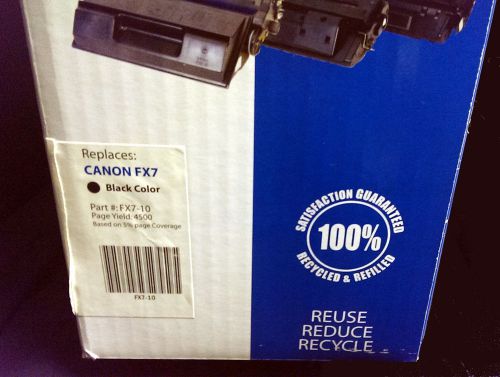 Replaces:
CANON FX7
Black Color
Part #: FX7-10
Page Yield: 4500
Based on 5% page Coverage
FX7-10
SATISFACTION GUARANTEED
100%
RECYCLED & REFILLED
REUSE
REDUCE
RECYCLE